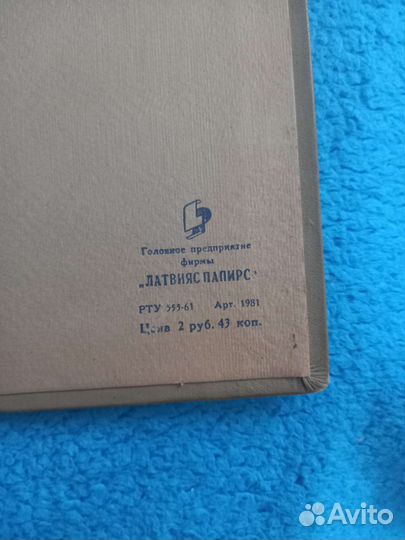 Головное предприятие
фирмы
„ЛАТВИЯС ПАПИРС"
РТУ 555-61 Арт. 1981
Цена 2 руб. 43 коп.
Avito